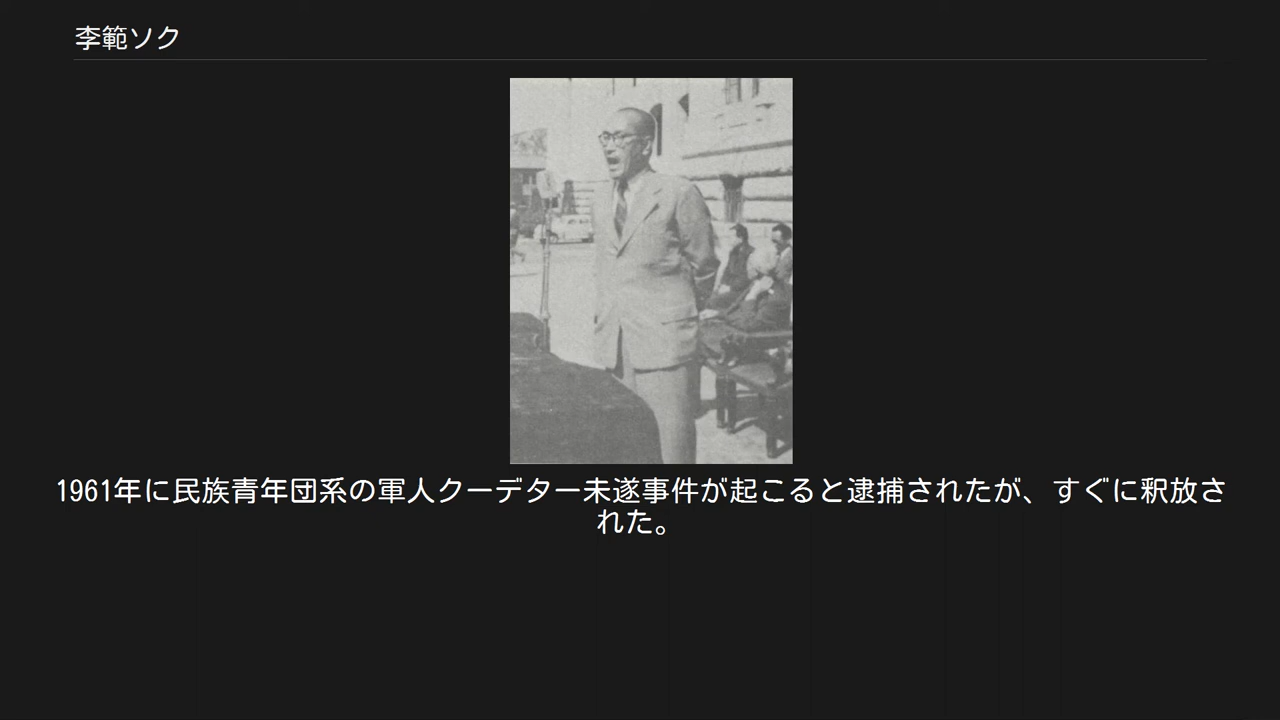 李範ソク
1961年に民族青年団系の軍人クーデター未遂事件が起こると逮捕されたが、すぐに釈放さ
れた。